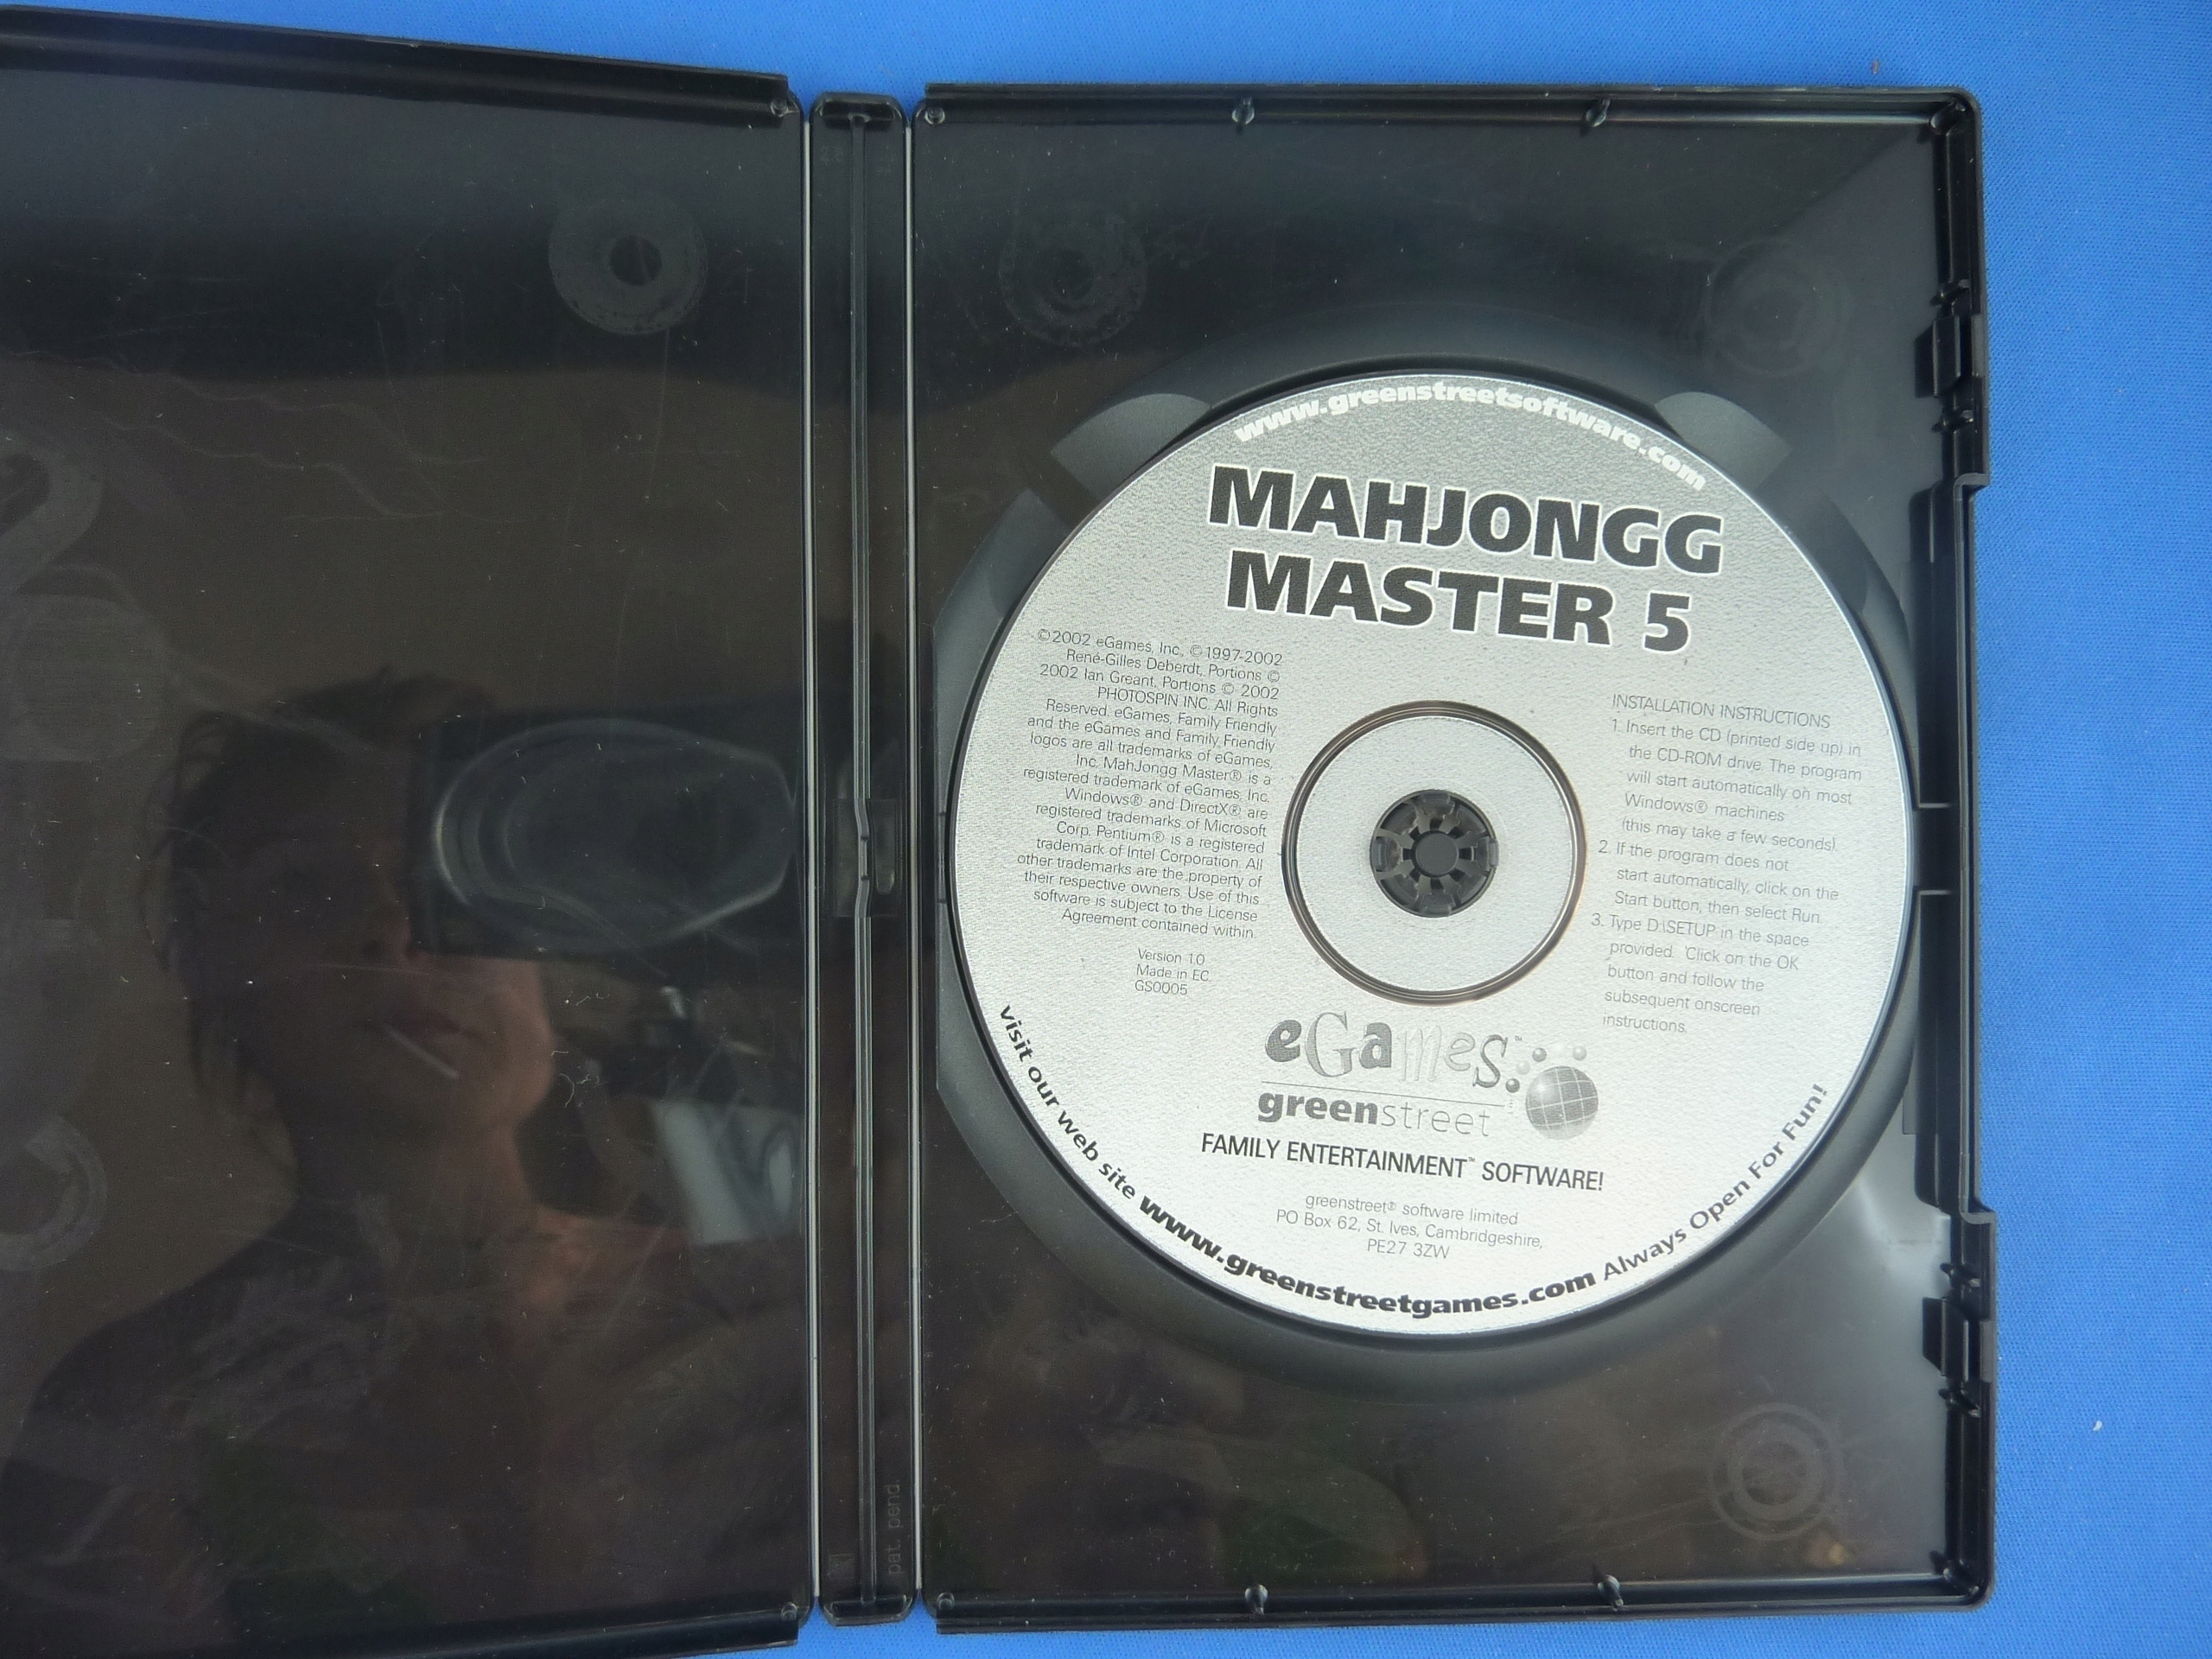 www.greenstreetsoftware.com
MAHJONGG
MASTER 5
©2002 eGames, Inc., ©1997-2002
René-Gilles Deberdt, Portions ©
2002 Ian Greant, Portions © 2002
PHOTOSPIN INC. All Rights
Reserved. eGames, Family Friendly
and the eGames and Family Friendly
logos are all trademarks of eGames,
Inc. MahJongg Master® is a
registered trademark of eGames, Inc.
Windows® and DirectX® are
registered trademarks of Microsoft
Corp. Pentium® is a registered
trademark of Intel Corporation. All
other trademarks are the property of
their respective owners. Use of this
software is subject to the License
Agreement contained within.
Version 1.0
Made in EC.
GS0005
INSTALLATION INSTRUCTIONS
1. Insert the CD (printed side up) in
the CD-ROM drive. The program
will start automatically on most
Windows® machines
(this may take a few seconds).
2. If the program does not
start automatically, click on the
Start button, then select Run.
3. Type D:\SETUP in the space
provided. Click on the OK
button and follow the
subsequent onscreen
instructions.
eGames™
greenstreet
FAMILY ENTERTAINMENT™ SOFTWARE!
greenstreet® software limited
PO Box 62, St. Ives, Cambridgeshire,
PE27 3ZW
visit our web site www.greenstreetgames.com Always Open For Fun!
pat. pend.